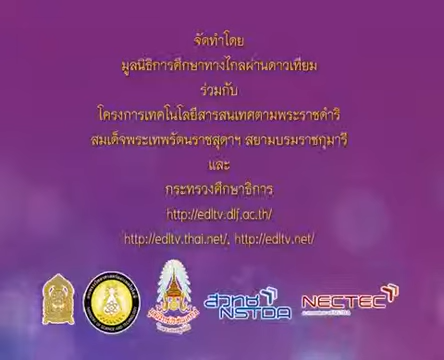 จัดทำโดย
มูลนิธิการศึกษาทางไกลผ่านดาวเทียม
ร่วมกับ
โครงการเทคโนโลยีสารสนเทศตามพระราชดำริ
สมเด็จพระเทพรัตนราชสุดาฯ สยามบรมราชกุมารี
และ
กระทรวงศึกษาธิการ
http://edltv.dlf.ac.th/
http://edltv.thai.net/, http://edltv.net/
สวทช
NSTDA
NECTEC